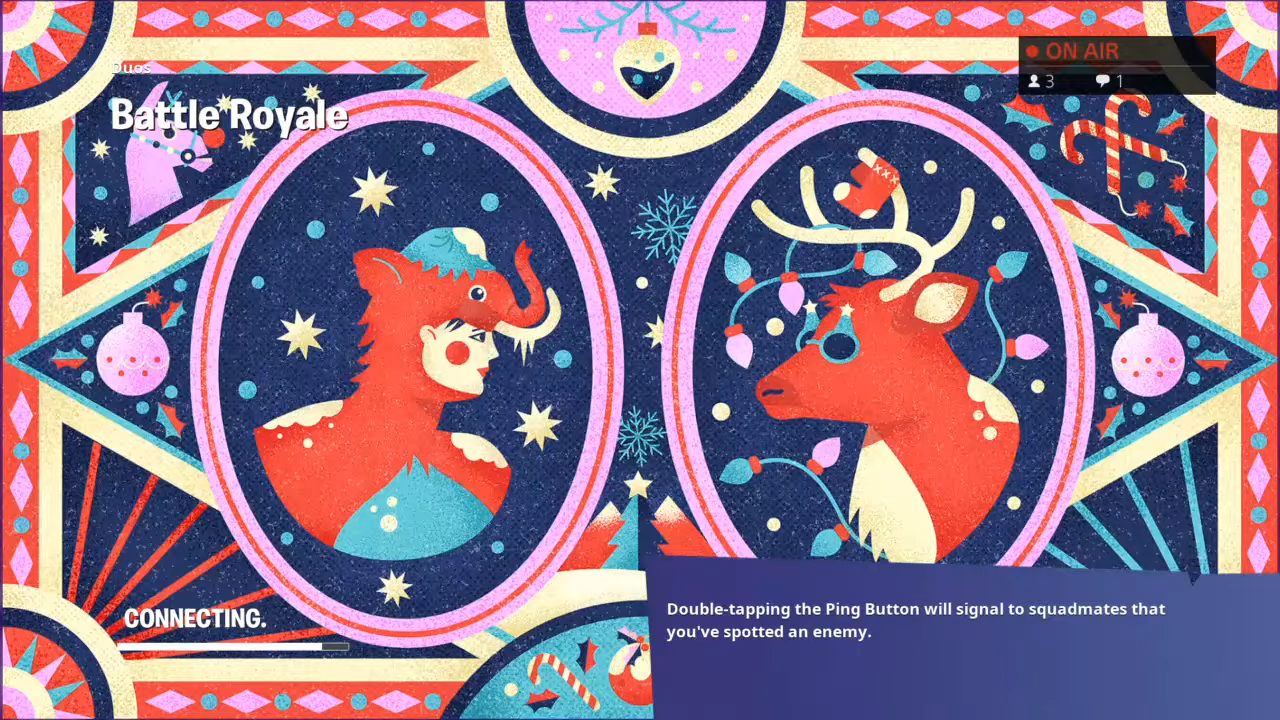 Duos
Battle Royale
ON AIR
3 1
CONNECTING.
Double-tapping the Ping Button will signal to squadmates that
you've spotted an enemy.